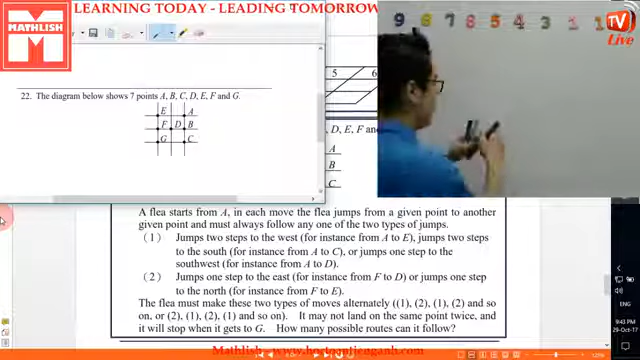 MATHLISH
LEARNING TODAY - LEADING TOMORROW
9 8 7 8 5 4 3 1 1
TV
Live
22. The diagram below shows 7 points A, B, C, D, E, F and G.
E A
F D B
G C
5 6
, D, E, F an
A
B
C
A flea starts from A, in each move the flea jumps from a given point to another
given point and must always follow any one of the two types of jumps.
(1) Jumps two steps to the west (for instance from A to E), jumps two steps
to the south (for instance from A to C), or jumps one step to the
southwest (for instance from A to D).
(2) Jumps one step to the east (for instance from F to D) or jumps one step
to the north (for instance from F to E).
The flea must make these two types of moves alternately ((1), (2), (1), (2) and so
on, or (2), (1), (2), (1) and so on). It may not land on the same point twice, and
it will stop when it gets to G. How many possible routes can it follow?
ENG
9:43 PM
29-Oct-17
Mathlish - www.hoctoantienganh.com